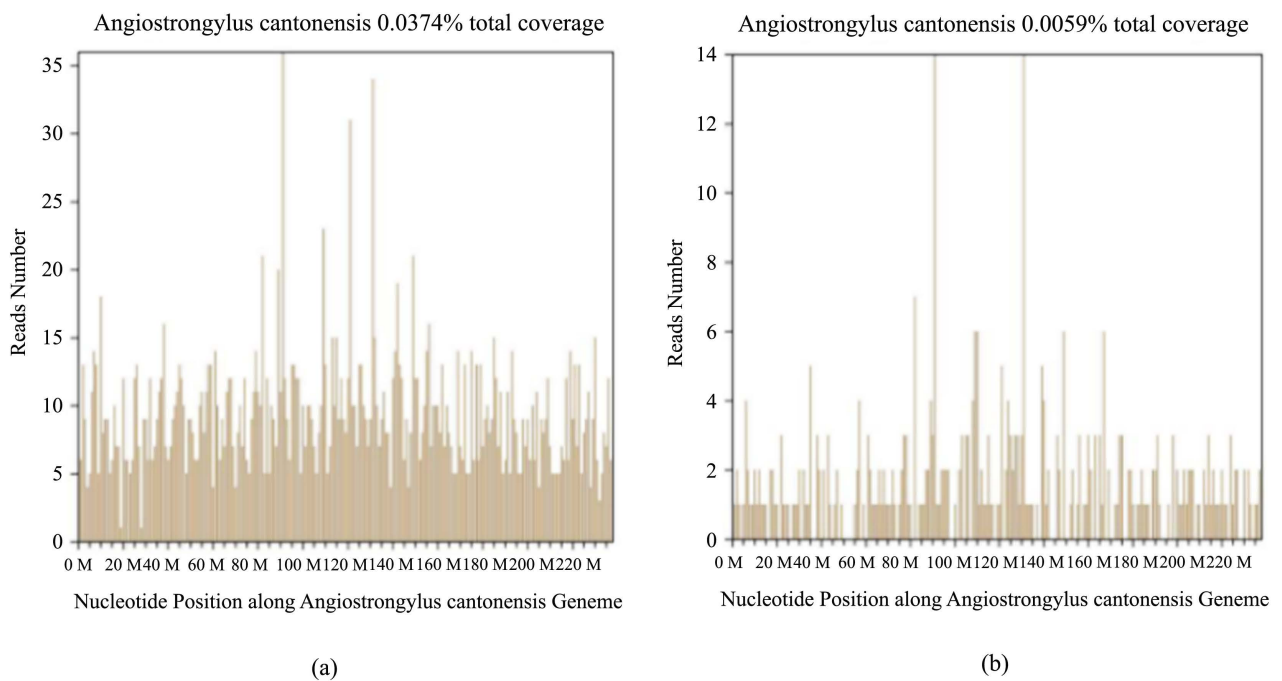 Angiostrongylus cantonensis 0.0374% total coverage
35
30
25
20
15
10
5
0
Reads Number
0 M 20 M40 M 60 M 80 M 100 M120 M140 M160 M180 M200 M220 M
Nucleotide Position along Angiostrongylus cantonensis Geneme
(a)
Angiostrongylus cantonensis 0.0059% total coverage
14
12
10
8
6
4
2
0
Reads Number
0 M 20 M40 M 60 M 80 M 100 M120 M140 M160 M180 M200 M220 M
Nucleotide Position along Angiostrongylus cantonensis Geneme
(b)